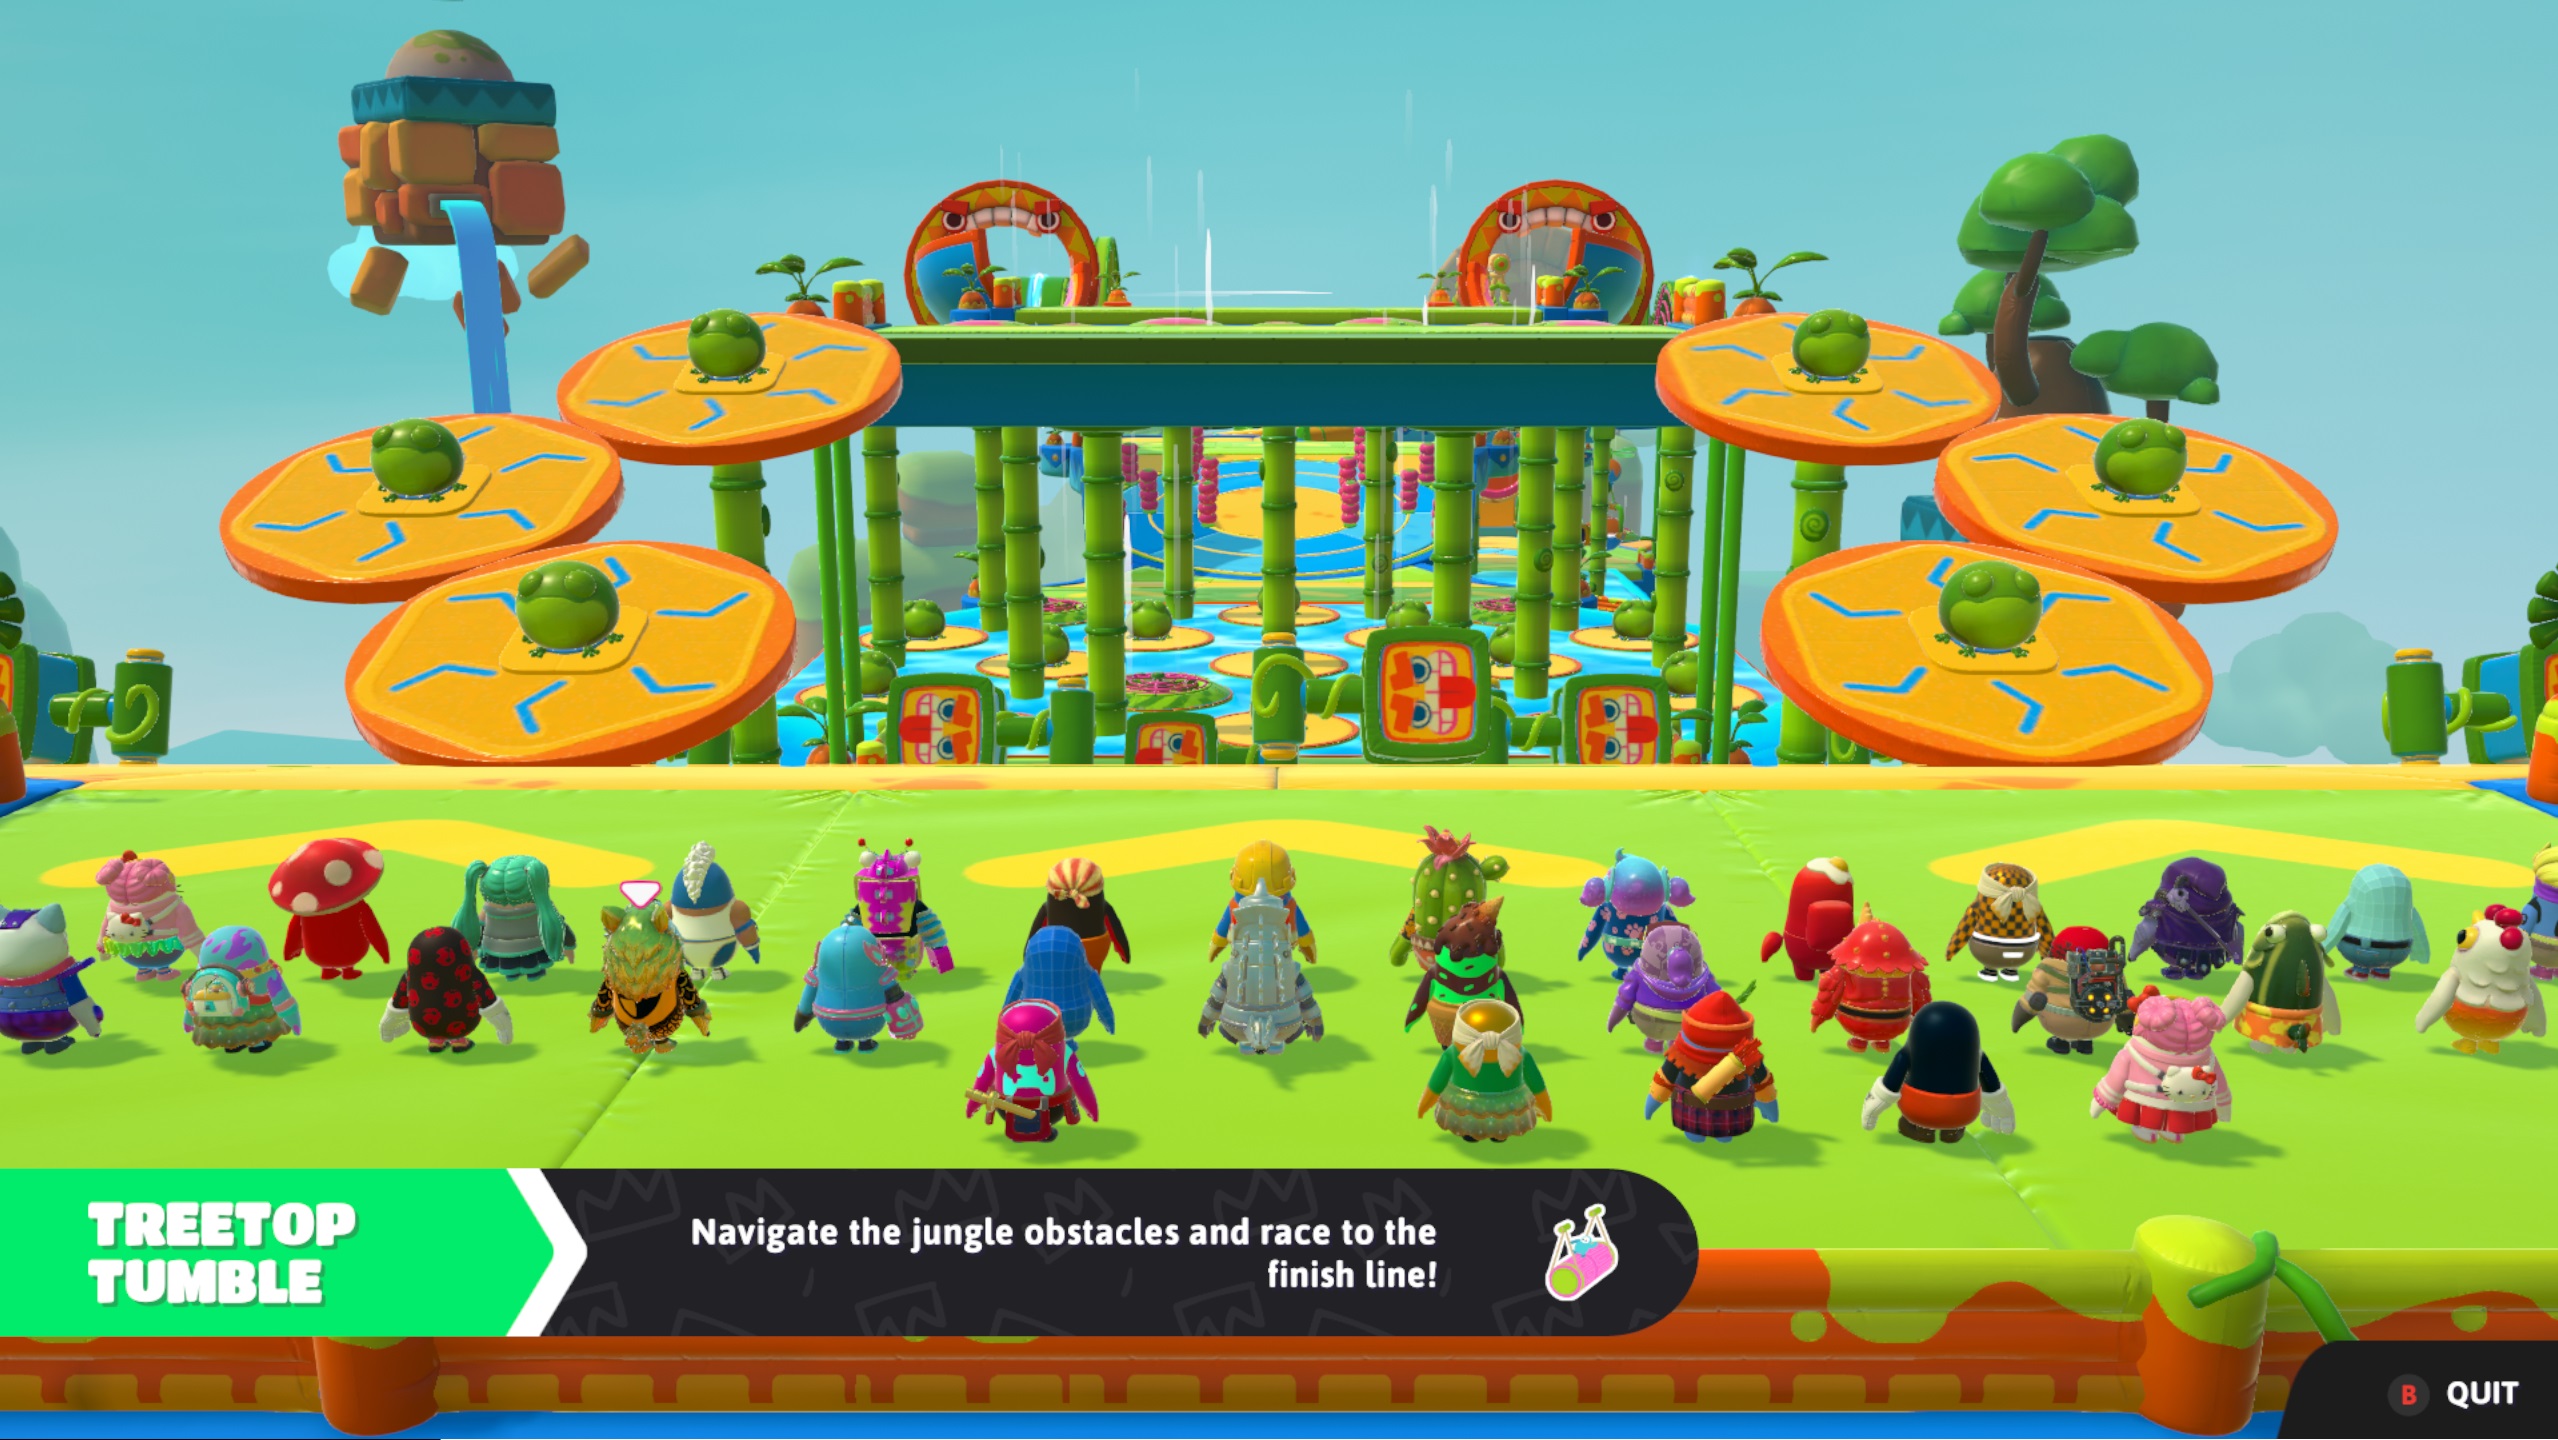 TREETOP
TUMBLE
Navigate the jungle obstacles and race to the
finish line!
B QUIT